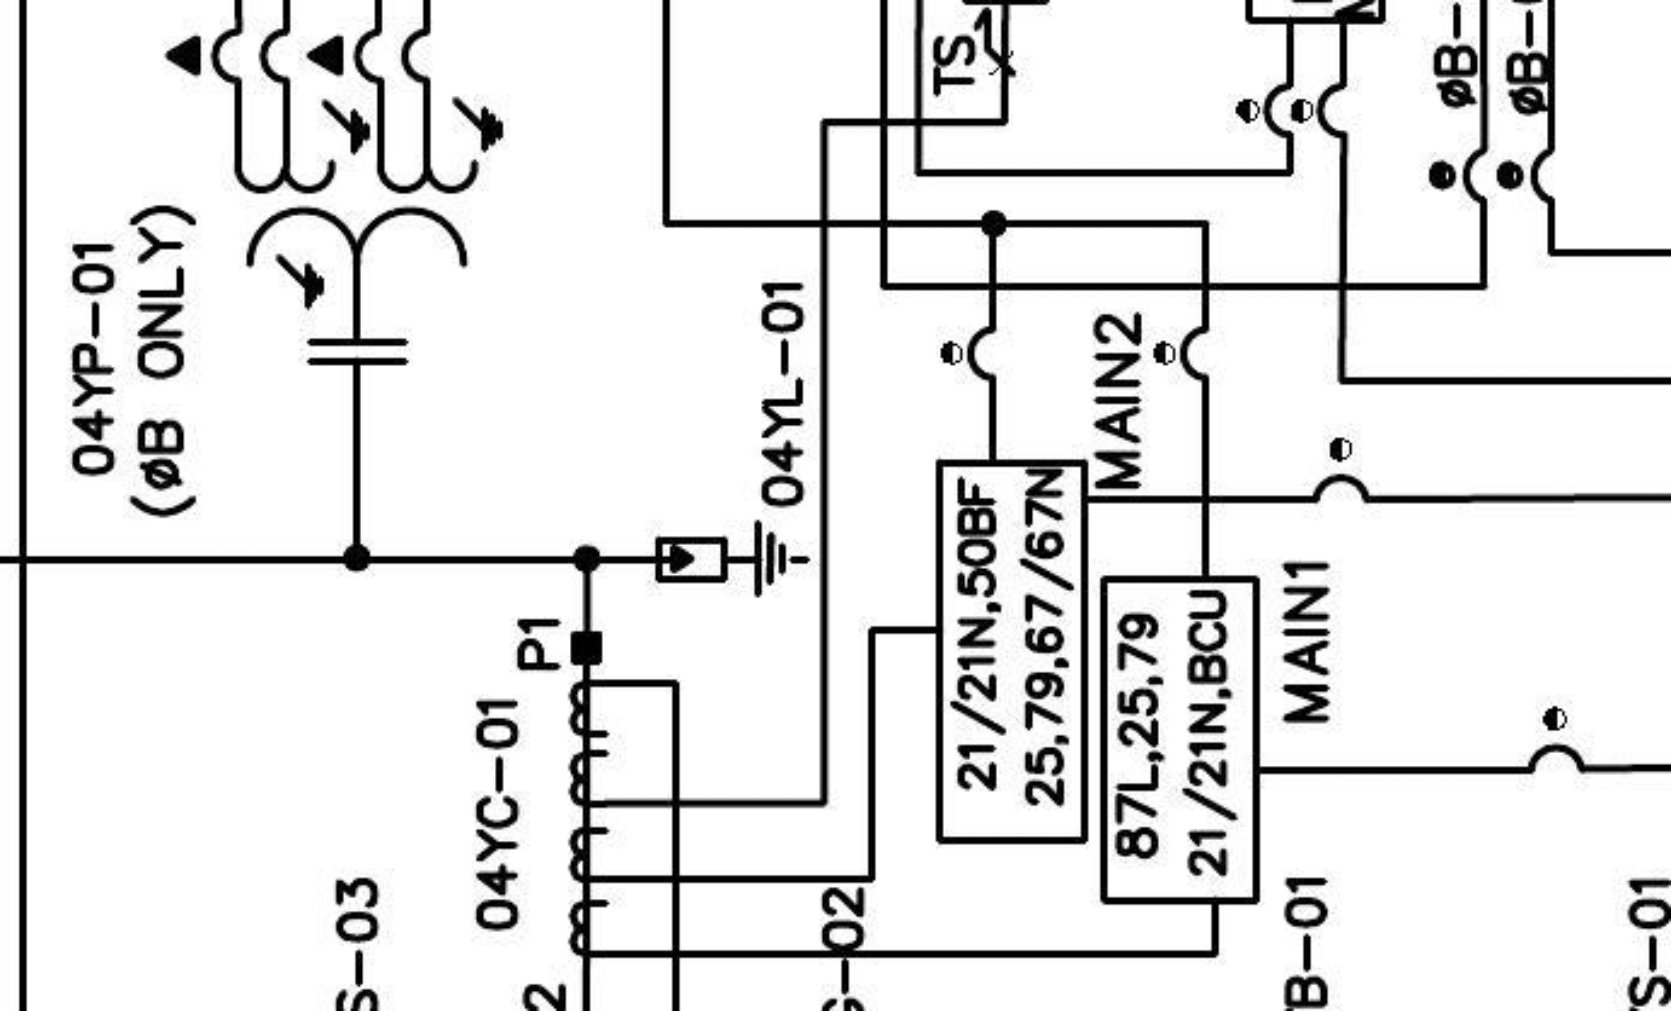 TS
øB-
øB-
04YP-01
(øB ONLY)
04YL-01
MAIN2
21/21N,50BF
25,79,67/67N
87L,25,79
21/21N,BCU
MAIN1
P1
04YC-01
S-03
2
-02
B-01
S-01